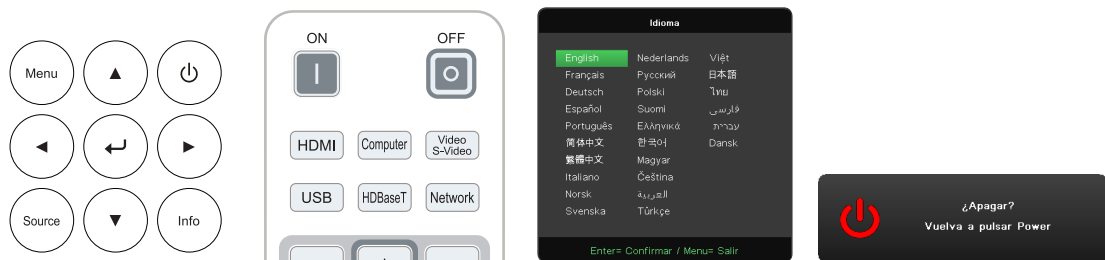 Menu
Source
Info
ON
OFF
HDMI
Computer
Video
S-Video
USB
HDBaseT
Network
Idioma
English
Français
Deutsch
Español
Português
简体中文
繁體中文
Italiano
Norsk
Svenska
Nederlands
Русский
Polski
Suomi
Ελληνικά
한국어
Magyar
Čeština
العربية
Türkçe
Việt
日本語
ไทย
فارسی
עברית
Dansk
Enter= Confirmar / Menu= Salir
¿Apagar?
Vuelva a pulsar Power